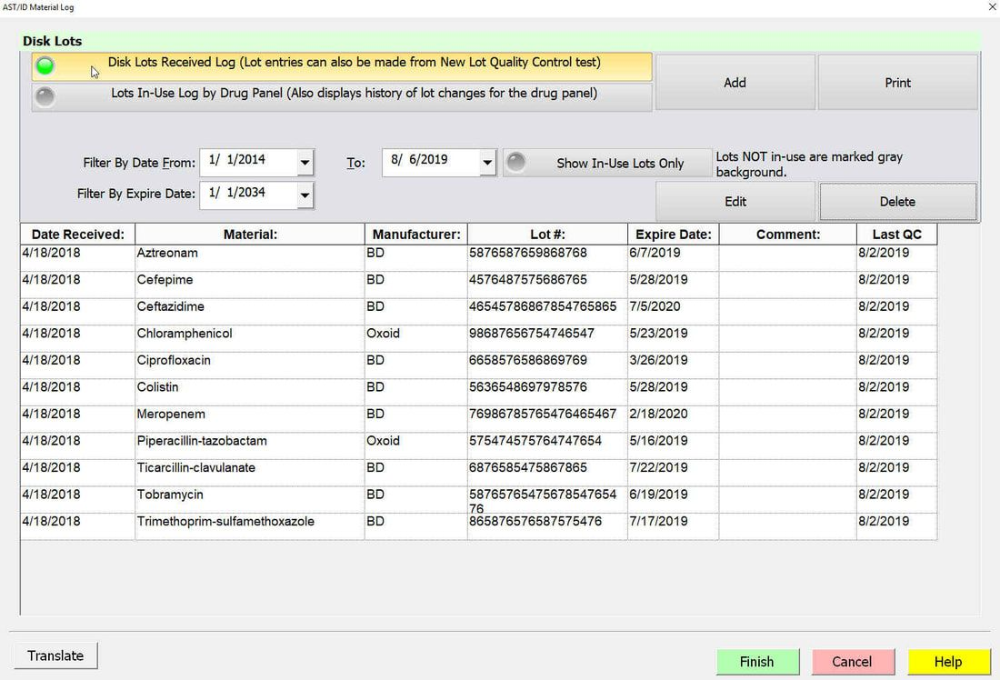 AST/ID Material Log
Disk Lots
Disk Lots Received Log (Lot entries can also be made from New Lot Quality Control test)
Lots In-Use Log by Drug Panel (Also displays history of lot changes for the drug panel)
Add
Print
Filter By Date From: 1/ 1/2014 To: 8/ 6/2019 Show In-Use Lots Only
Lots NOT in-use are marked gray
background.
Filter By Expire Date: 1/ 1/2034
Edit
Delete
Date Received: Material: Manufacturer: Lot #: Expire Date: Comment: Last QC
4/18/2018 Aztreonam BD 5876587659868768 6/7/2019 8/2/2019
4/18/2018 Cefepime BD 4576487575686765 5/28/2019 8/2/2019
4/18/2018 Ceftazidime BD 46545786867854765865 7/5/2020 8/2/2019
4/18/2018 Chloramphenicol Oxoid 98687656754746547 5/23/2019 8/2/2019
4/18/2018 Ciprofloxacin BD 6658576586869769 3/26/2019 8/2/2019
4/18/2018 Colistin BD 5636548697978576 5/28/2019 8/2/2019
4/18/2018 Meropenem BD 76986785765476465467 2/18/2020 8/2/2019
4/18/2018 Piperacillin-tazobactam Oxoid 575474575764747654 5/16/2019 8/2/2019
4/18/2018 Ticarcillin-clavulanate BD 6876585475867865 7/22/2019 8/2/2019
4/18/2018 Tobramycin BD 58765765475678547654 6/19/2019 8/2/2019
76
4/18/2018 Trimethoprim-sulfamethoxazole BD 865876576587575476 7/17/2019 8/2/2019
Translate
Finish
Cancel
Help